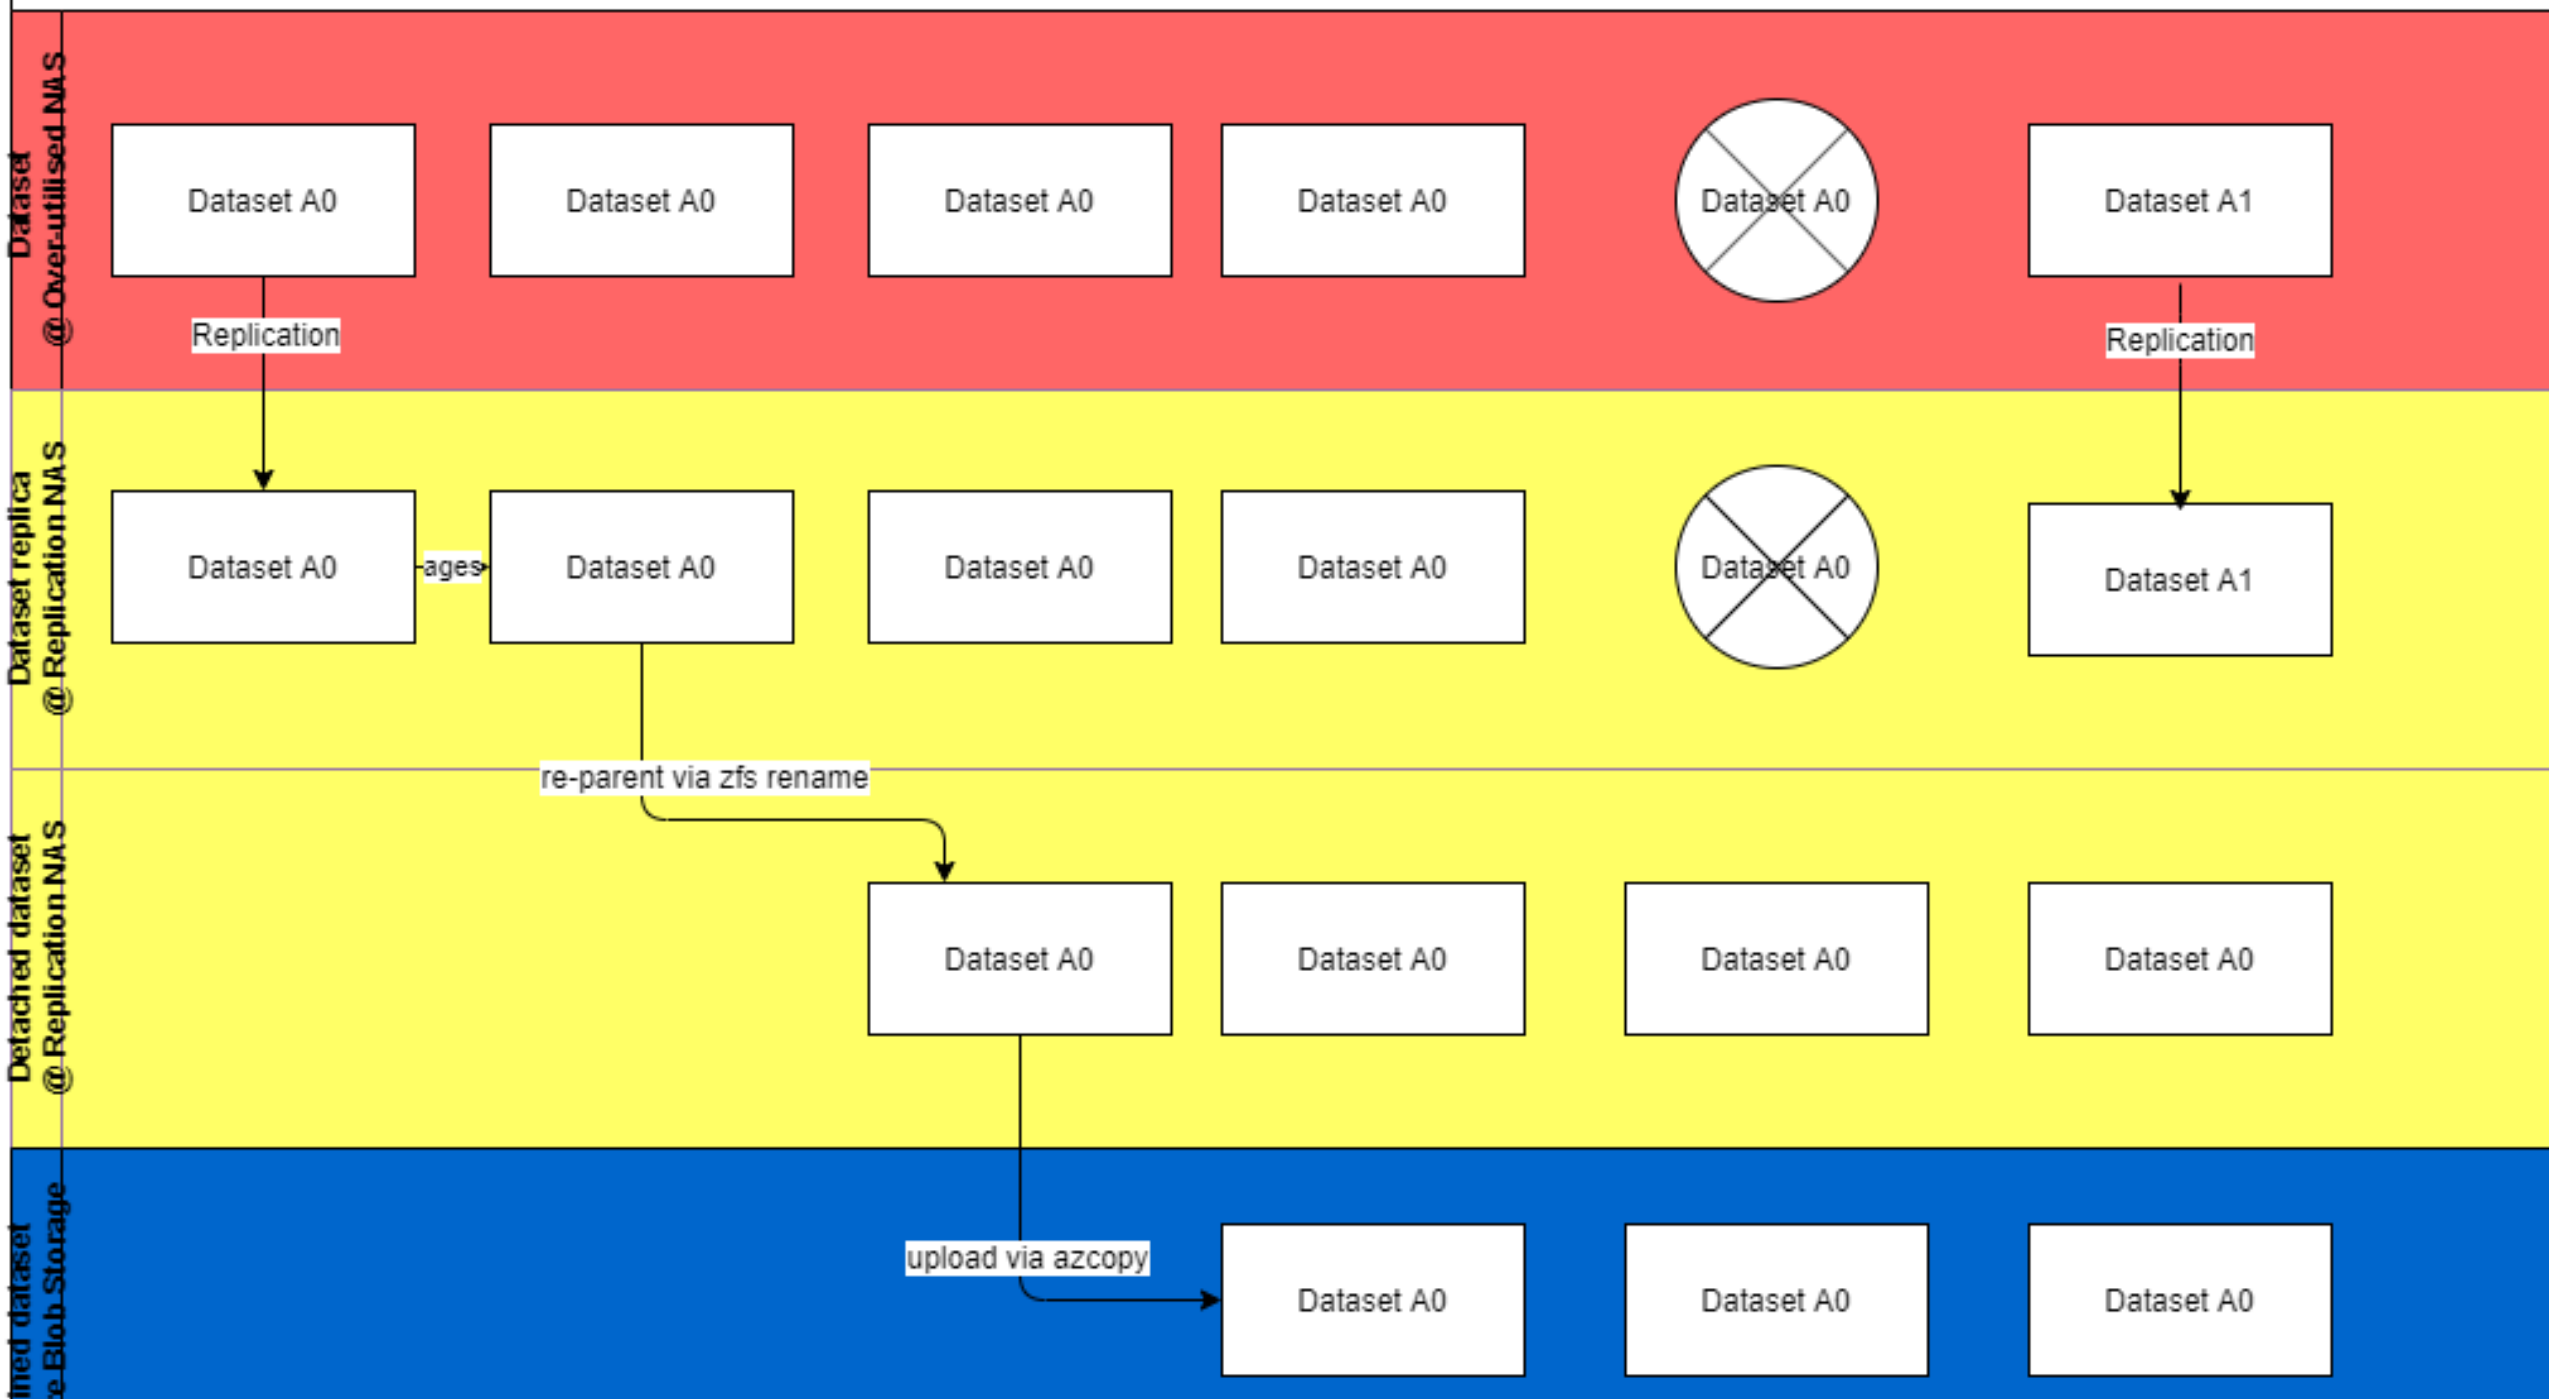 Dataset
@ Over-utilised NAS
Dataset A0
Dataset A0
Dataset A0
Dataset A0
Dataset A0
Dataset A1
Replication
Replication
Dataset replica
@ Replication NAS
Dataset A0
ages
Dataset A0
Dataset A0
Dataset A0
Dataset A0
Dataset A1
re-parent via zfs rename
Detached dataset
@ Replication NAS
Dataset A0
Dataset A0
Dataset A0
Dataset A0
dataset
Blob Storage
upload via azcopy
Dataset A0
Dataset A0
Dataset A0